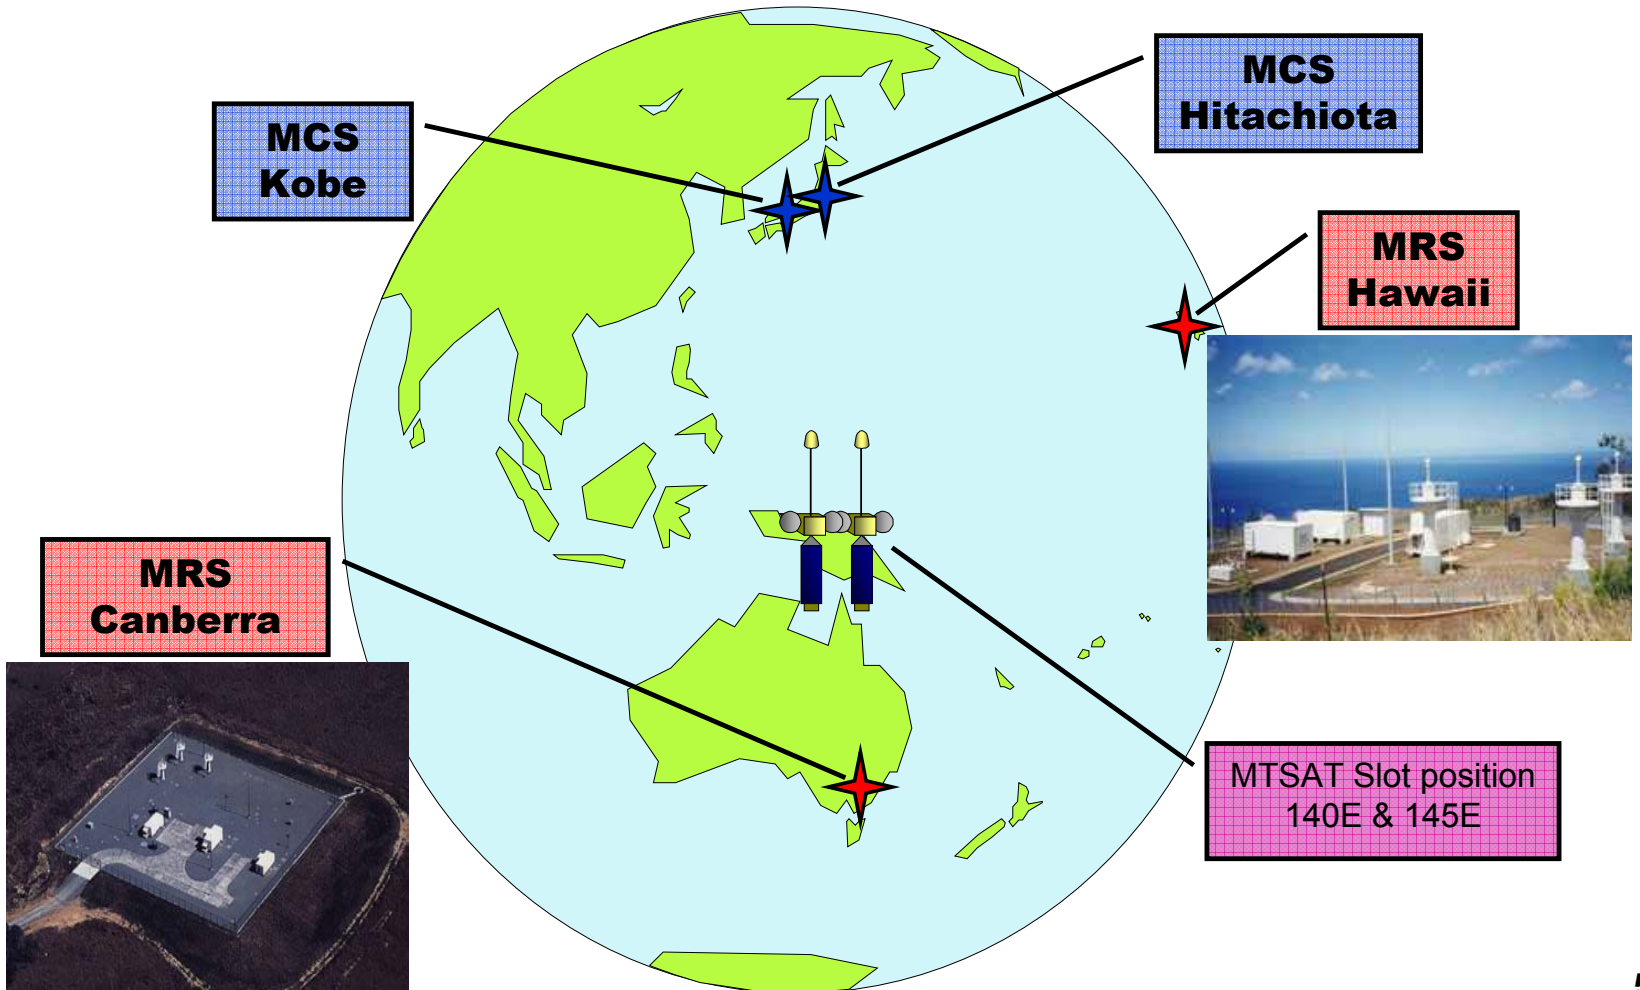 MCS
Hitachiota
MCS
Kobe
MRS
Hawaii
MRS
Canberra
MTSAT Slot position
140E & 145E